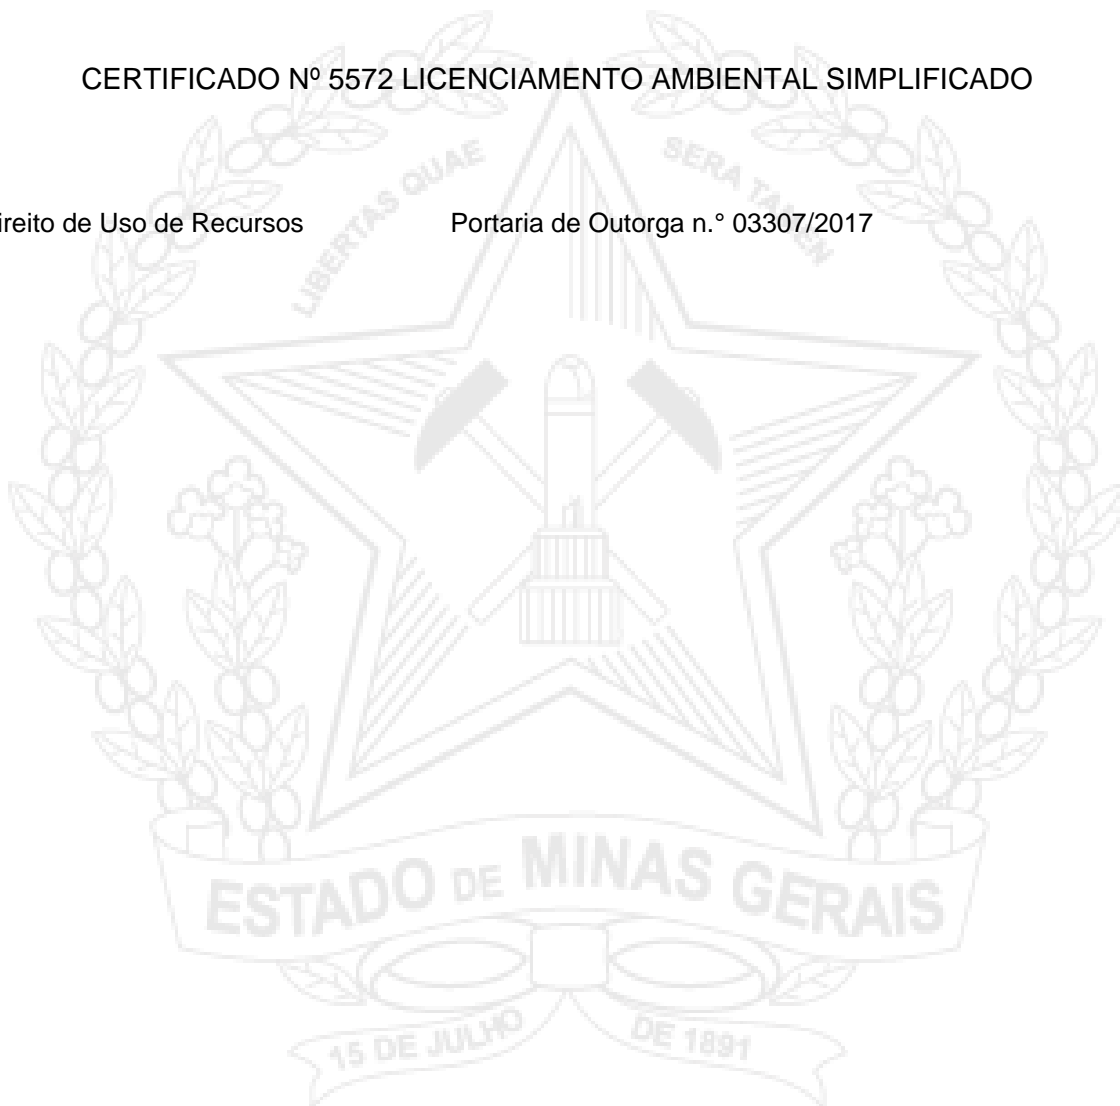 CERTIFICADO Nº 5572 LICENCIAMENTO AMBIENTAL SIMPLIFICADO
LIBERTAS QUAE SERA TAMEN
ireito de Uso de Recursos Portaria de Outorga n.° 03307/2017
ESTADO DE MINAS GERAIS
15 DE JULHO DE 1891